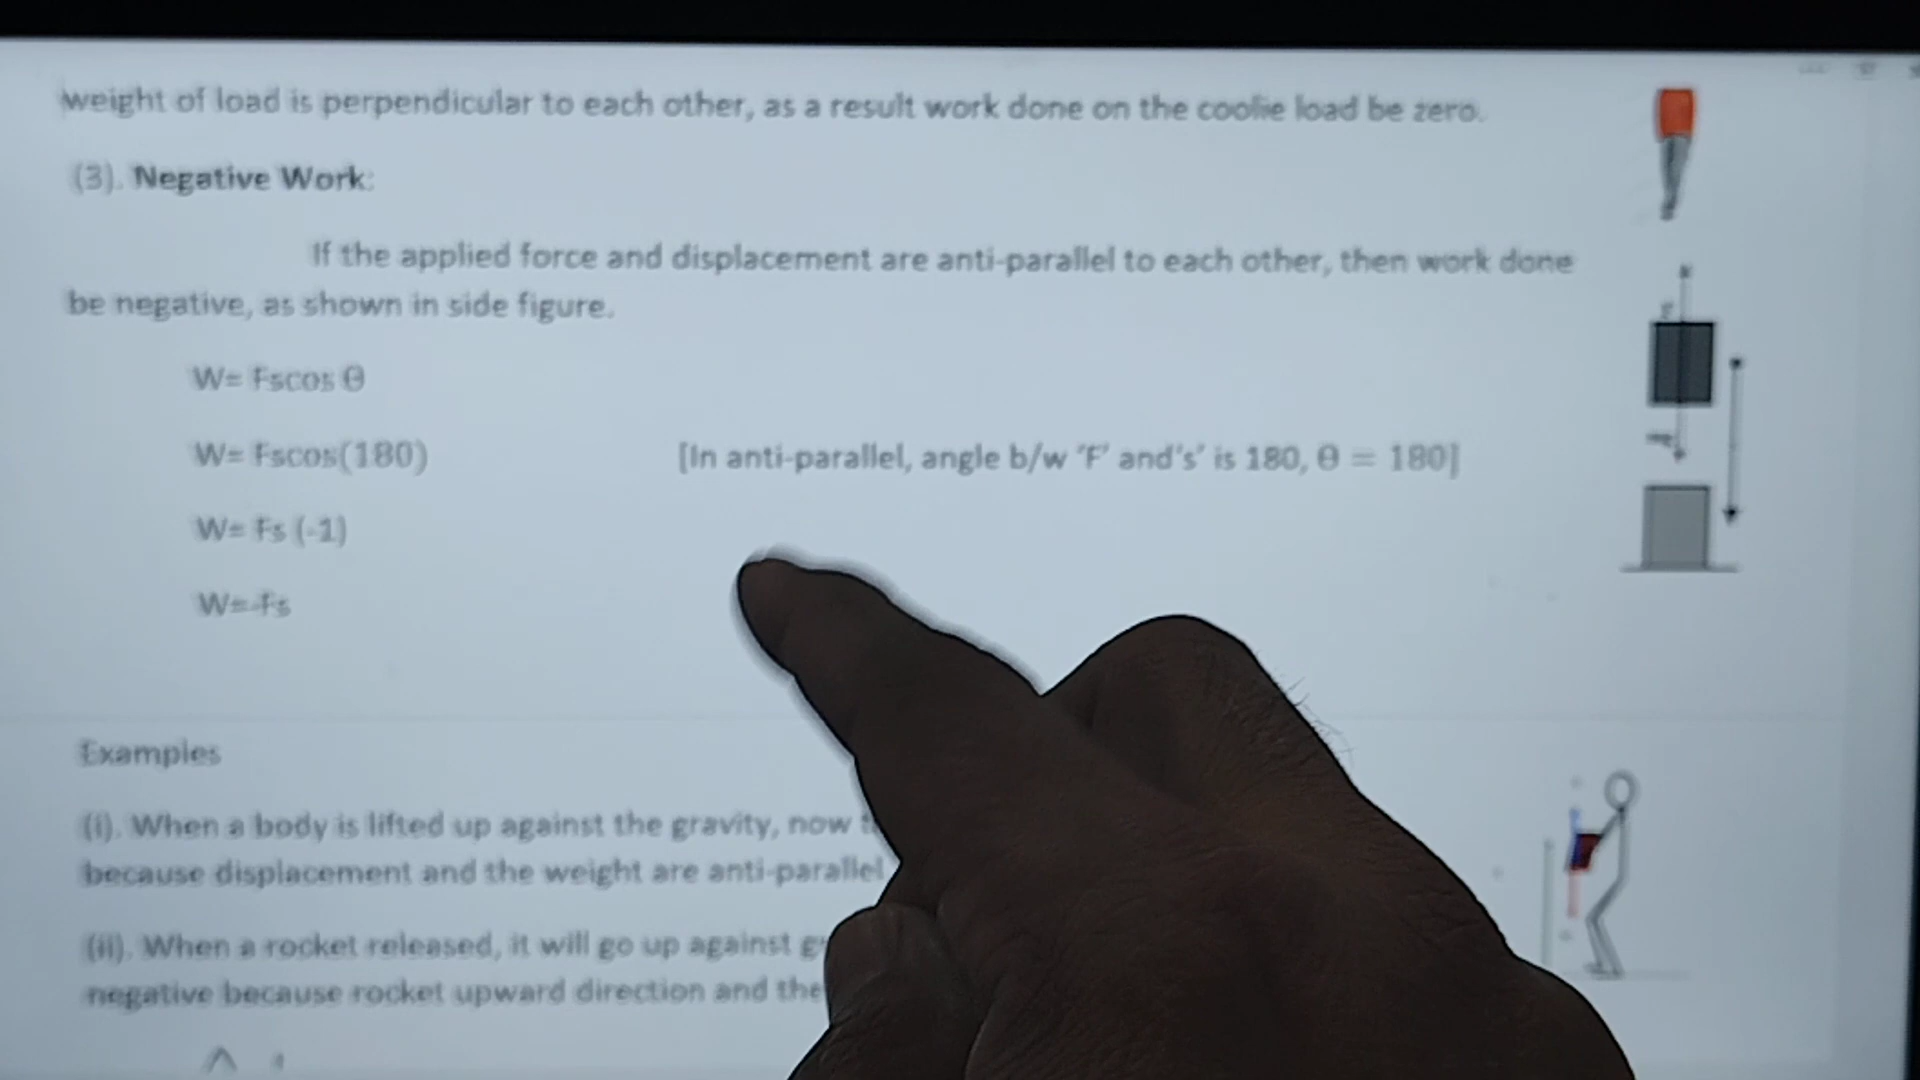 weight of load is perpendicular to each other, as a result work done on the coolie load be zero.
(3). Negative Work:
If the applied force and displacement are anti-parallel to each other, then work done
be negative, as shown in side figure.
W= Fscos θ
W= Fscos(180) [In anti-parallel, angle b/w ‘F’ and‘s’ is 180, θ = 180]
W= Fs (-1)
W=-Fs
Examples
(i). When a body is lifted up against the gravity, now
because displacement and the weight are anti-parallel
(ii). When a rocket released, it will go up against
negative because rocket upward direction and the